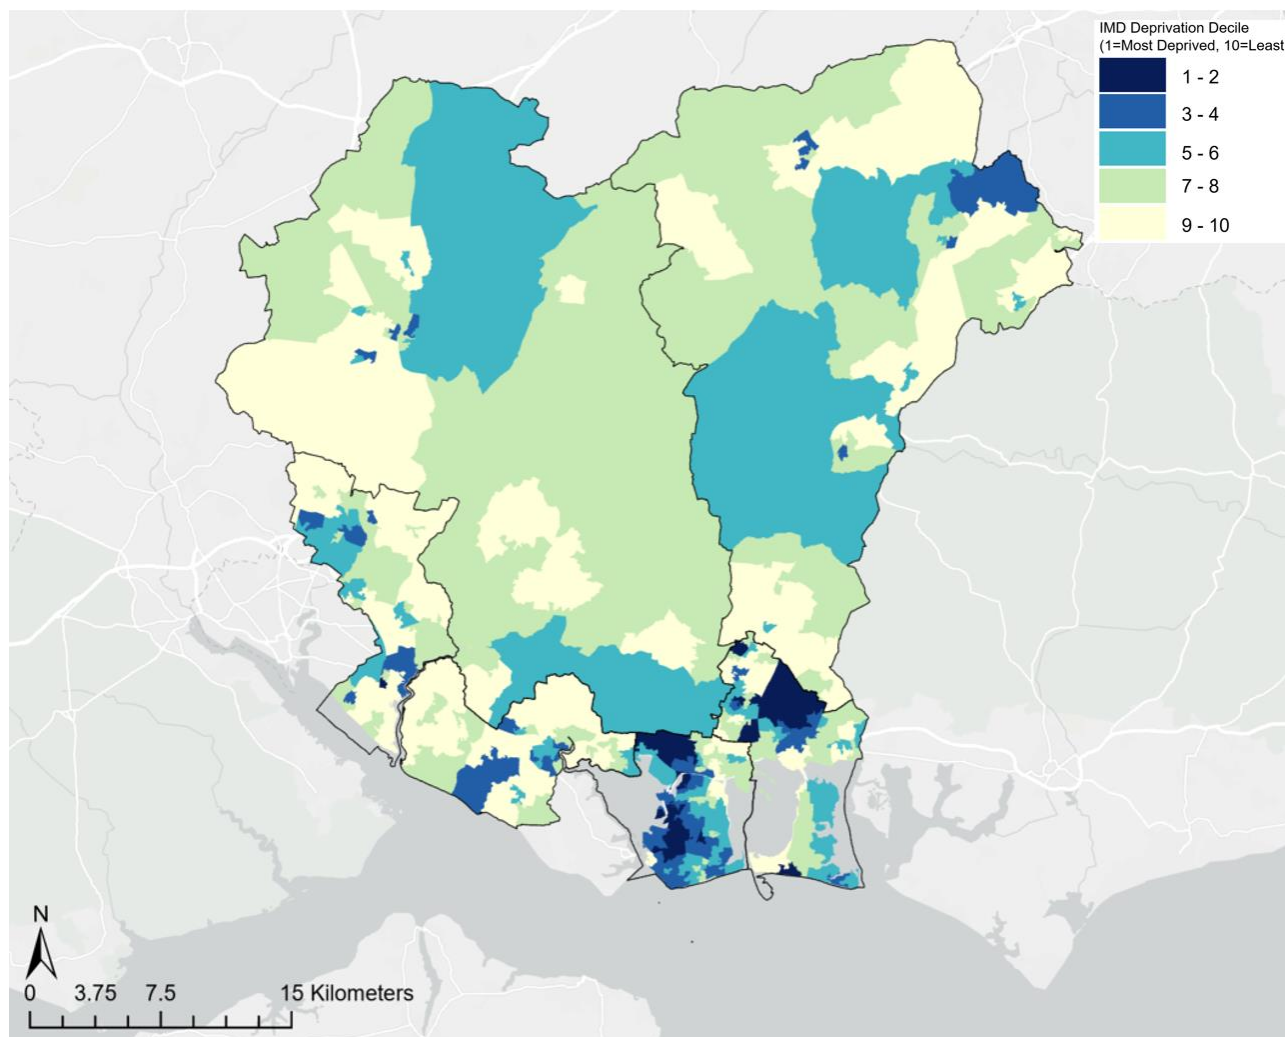 IMD Deprivation Decile
(1=Most Deprived, 10=Least
1 - 2
3 - 4
5 - 6
7 - 8
9 - 10
N
0 3.75 7.5 15 Kilometers